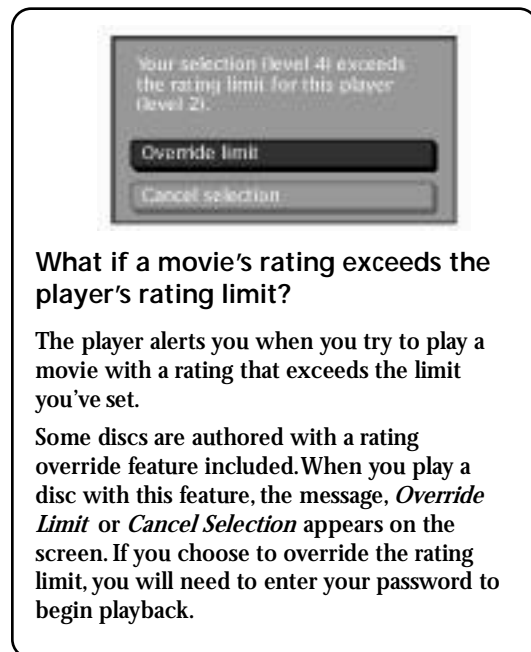 Your selection (level 4) exceeds
the rating limit for this player
(level 2).
Override limit
Cancel selection
What if a movie's rating exceeds the
player's rating limit?
The player alerts you when you try to play a
movie with a rating that exceeds the limit
you've set.
Some discs are authored with a rating
override feature included. When you play a
disc with this feature, the message, Override
Limit or Cancel Selection appears on the
screen. If you choose to override the rating
limit, you will need to enter your password to
begin playback.